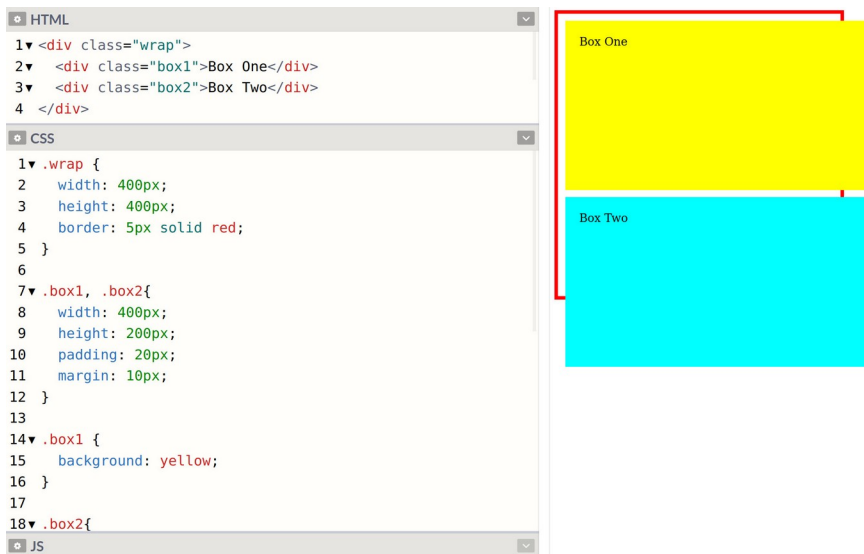 HTML
1 <div class="wrap">
2   <div class="box1">Box One</div>
3   <div class="box2">Box Two</div>
4 </div>
CSS
1 .wrap {
2   width: 400px;
3   height: 400px;
4   border: 5px solid red;
5 }
6
7 .box1, .box2{
8   width: 400px;
9   height: 200px;
10   padding: 20px;
11   margin: 10px;
12 }
13
14 .box1 {
15   background: yellow;
16 }
17
18 .box2{
JS
Box One
Box Two